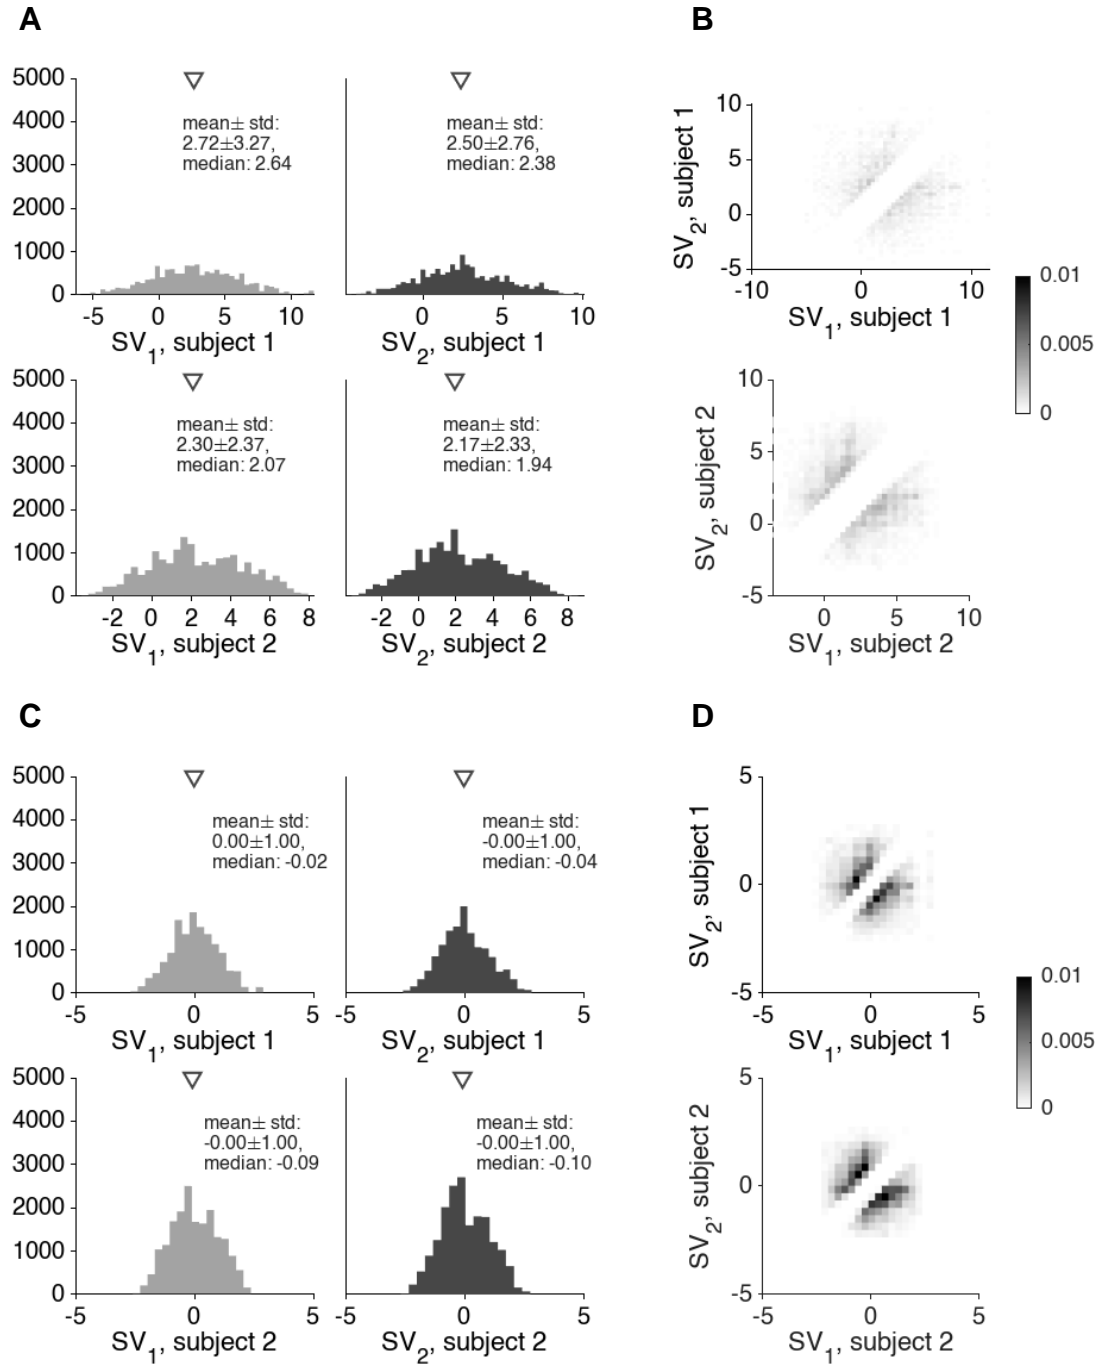 A
B
5000
4000
3000
2000
1000
0
mean± std:
2.72±3.27,
median: 2.64
-5
0
5
10
SV1, subject 1
mean± std:
2.50±2.76,
median: 2.38
0
5
10
SV2, subject 1
10
5
0
-5
SV2, subject 1
-10
0
10
SV1, subject 1
0.01
0.005
0
5000
4000
3000
2000
1000
0
mean± std:
2.30±2.37,
median: 2.07
-2
0
2
4
6
8
SV1, subject 2
mean± std:
2.17±2.33,
median: 1.94
-2
0
2
4
6
8
SV2, subject 2
10
5
0
-5
SV2, subject 2
0
5
10
SV1, subject 2
C
D
5000
4000
3000
2000
1000
0
mean± std:
0.00±1.00,
median: -0.02
-5
0
5
SV1, subject 1
mean± std:
-0.00±1.00,
median: -0.04
-5
0
5
SV2, subject 1
5
0
-5
SV2, subject 1
-5
0
5
SV1, subject 1
0.01
0.005
0
5000
4000
3000
2000
1000
0
mean± std:
-0.00±1.00,
median: -0.09
-5
0
5
SV1, subject 2
mean± std:
-0.00±1.00,
median: -0.10
-5
0
5
SV2, subject 2
5
0
-5
SV2, subject 2
-5
0
5
SV1, subject 2